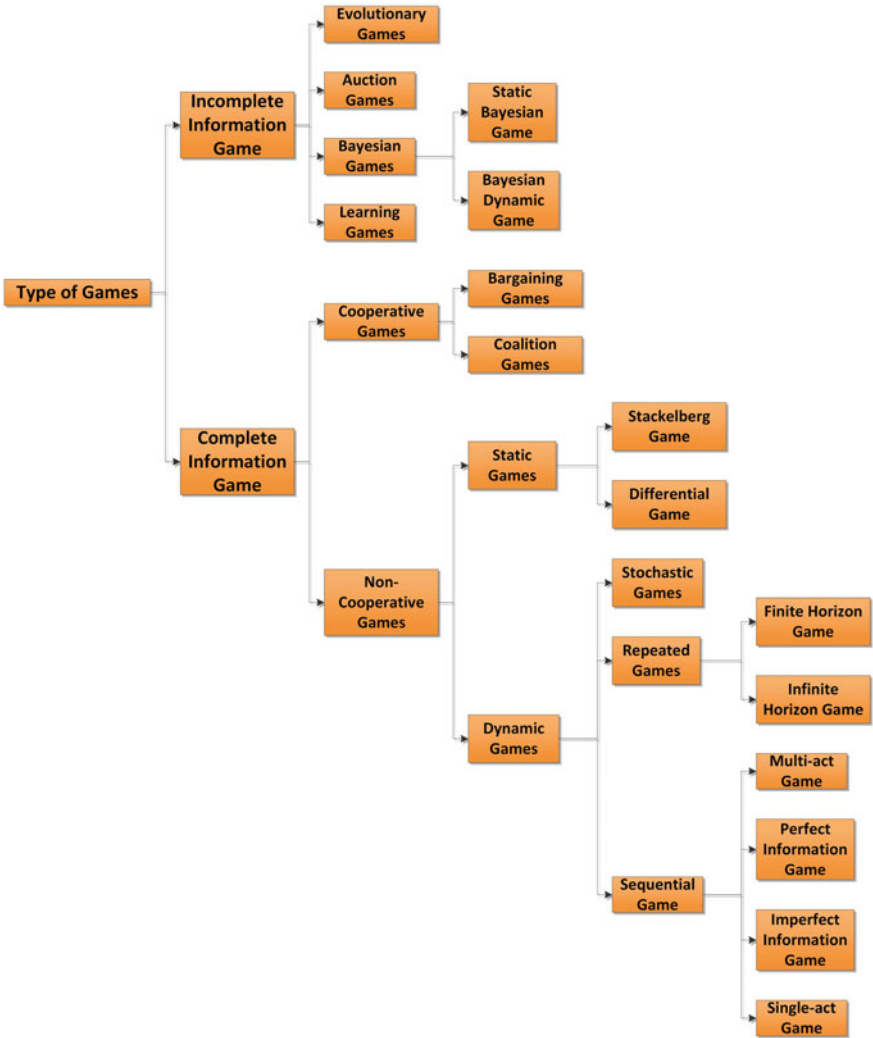 Evolutionary
Games
Auction
Games
Incomplete
Information
Game
Static
Bayesian
Game
Bayesian
Games
Bayesian
Dynamic
Game
Learning
Games
Type of Games
Bargaining
Games
Cooperative
Games
Coalition
Games
Complete
Information
Game
Stackelberg
Game
Static
Games
Differential
Game
Non-
Cooperative
Games
Stochastic
Games
Finite Horizon
Game
Repeated
Games
Infinite
Horizon Game
Dynamic
Games
Multi-act
Game
Perfect
Information
Game
Sequential
Game
Imperfect
Information
Game
Single-act
Game